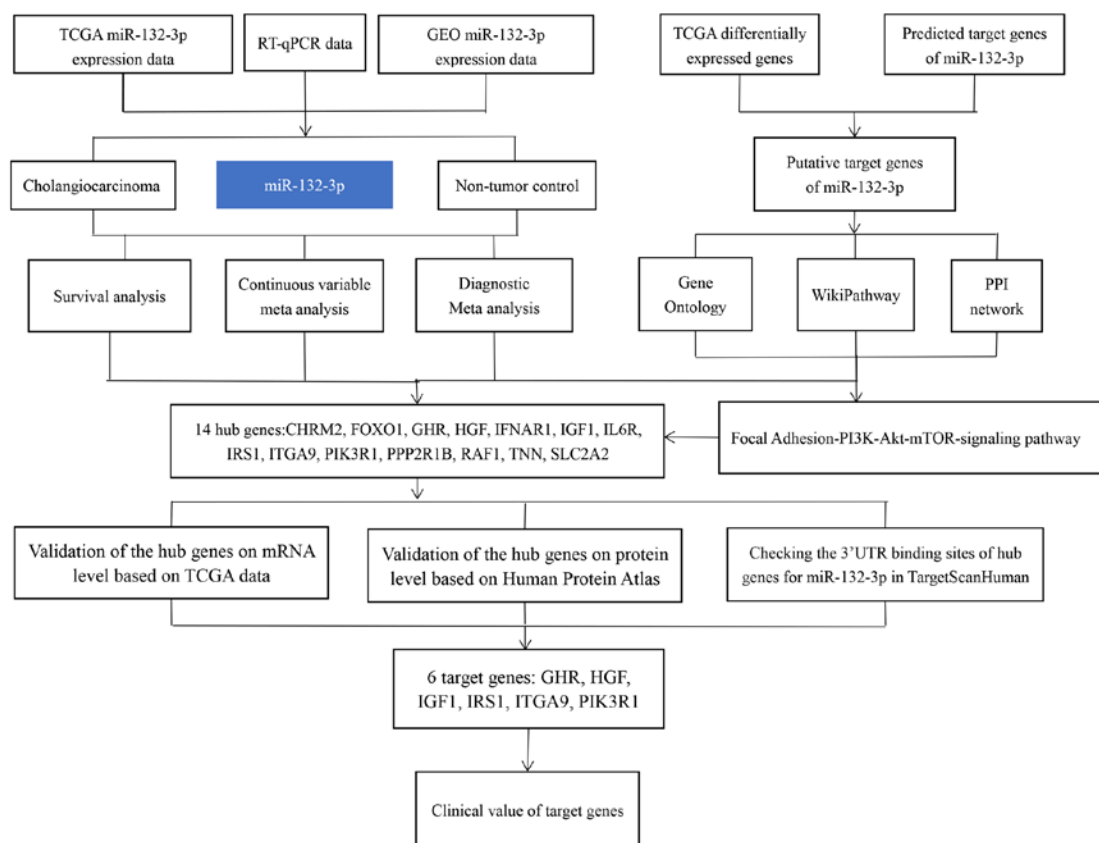 TCGA miR-132-3p
expression data
RT-qPCR data
GEO miR-132-3p
expression data
TCGA differentially
expressed genes
Predicted target genes
of miR-132-3p
Cholangiocarcinoma
miR-132-3p
Non-tumor control
Putative target genes
of miR-132-3p
Survival analysis
Continuous variable
meta analysis
Diagnostic
Meta analysis
Gene
Ontology
WikiPathway
PPI
network
14 hub genes:CHRM2, FOXO1, GHR, HGF, IFNAR1, IGF1, IL6R,
IRS1, ITGA9, PIK3R1, PPP2R1B, RAF1, TNN, SLC2A2
Focal Adhesion-PI3K-Akt-mTOR-signaling pathway
Validation of the hub genes on mRNA
level based on TCGA data
Validation of the hub genes on protein
level based on Human Protein Atlas
Checking the 3’UTR binding sites of hub
genes for miR-132-3p in TargetScanHuman
6 target genes: GHR, HGF,
IGF1, IRS1, ITGA9, PIK3R1
Clinical value of target genes